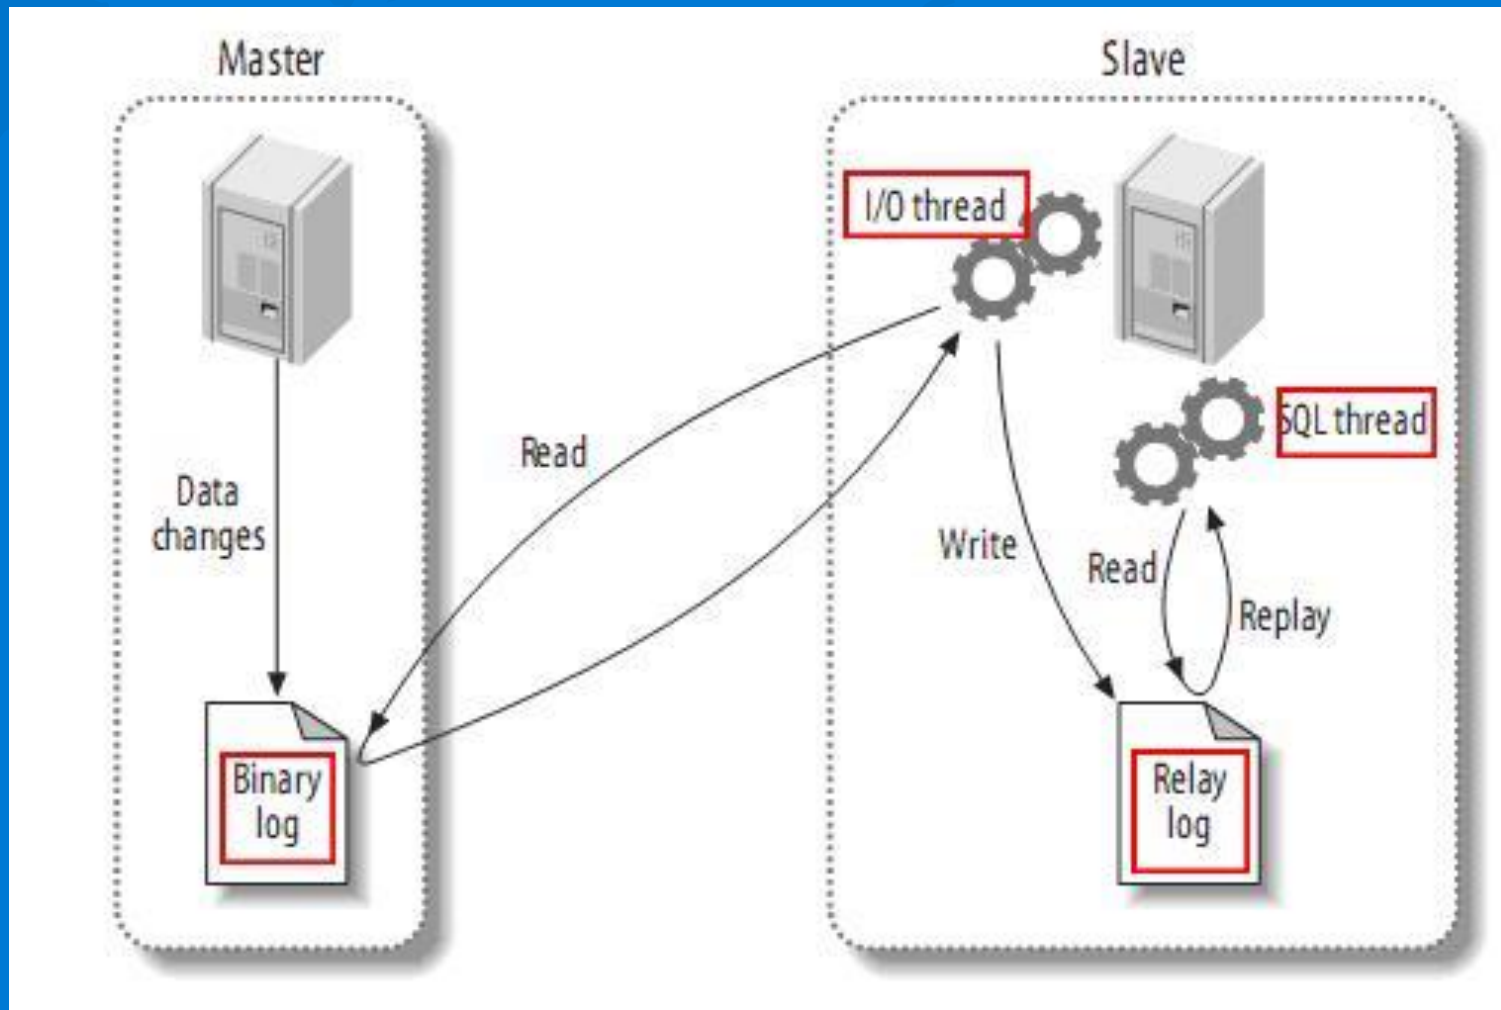 Master
Slave
I/O thread
SQL thread
Read
Data
changes
Write
Read
Replay
Binary
log
Relay
log